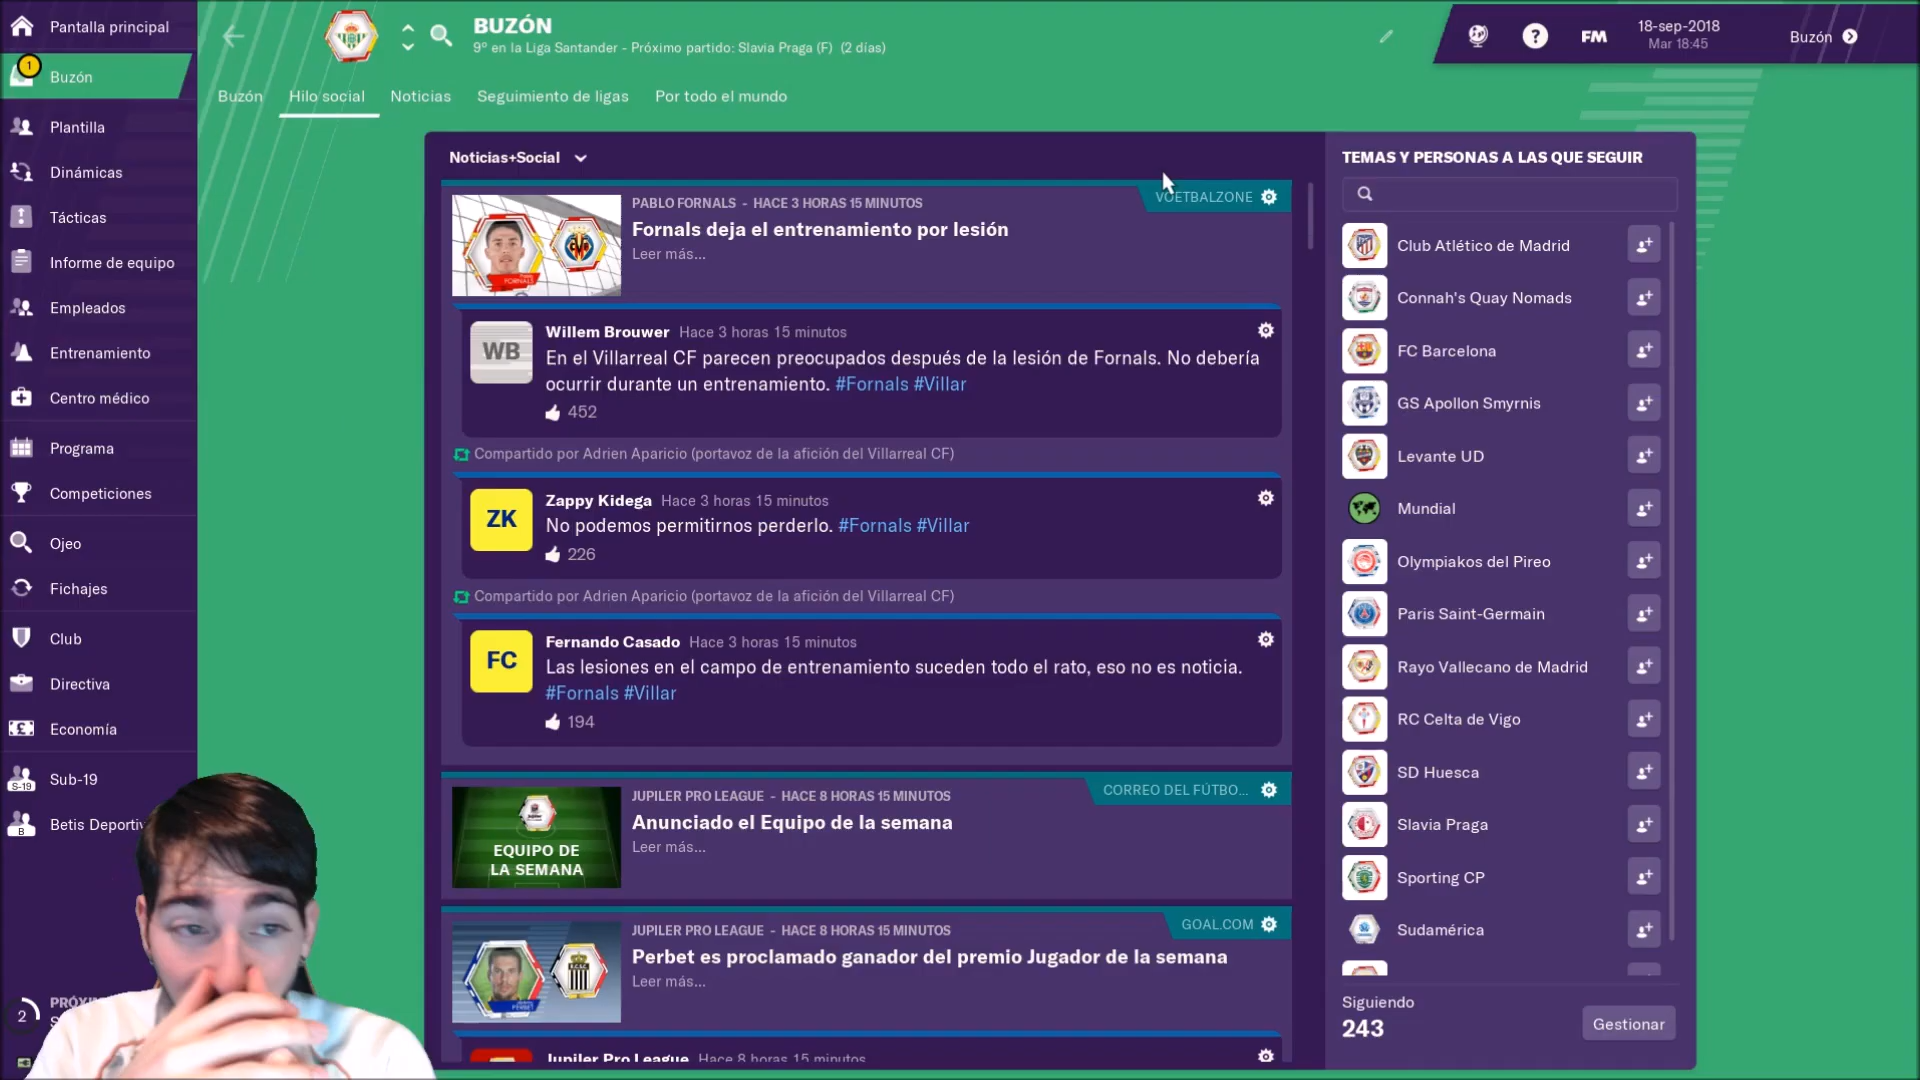 Pantalla principal
1
Buzón
Plantilla
Dinámicas
Tácticas
Informe de equipo
Empleados
Entrenamiento
Centro médico
Programa
Competiciones
Ojeo
Fichajes
Club
Directiva
Economía
S-19
Sub-19
B
2
BUZÓN
9º en la Liga Santander - Próximo partido: Slavia Praga (F) (2 días)
FM
18-sep-2018
Mar 18:45
Buzón
Buzón
Hilo social
Noticias
Seguimiento de ligas
Por todo el mundo
Noticias+Social
VOETBALZONE
PABLO FORNALS - HACE 3 HORAS 15 MINUTOS
Fornals deja el entrenamiento por lesión
Leer más...
FORNALS
WB
Willem Brouwer Hace 3 horas 15 minutos
En el Villarreal CF parecen preocupados después de la lesión de Fornals. No debería
ocurrir durante un entrenamiento. #Fornals #Villar
452
Compartido por Adrien Aparicio (portavoz de la afición del Villarreal CF)
ZK
Zappy Kidega Hace 3 horas 15 minutos
No podemos permitirnos perderlo. #Fornals #Villar
226
Compartido por Adrien Aparicio (portavoz de la afición del Villarreal CF)
FC
Fernando Casado Hace 3 horas 15 minutos
Las lesiones en el campo de entrenamiento suceden todo el rato, eso no es noticia.
#Fornals #Villar
194
CORREO DEL FÚTBO...
JUPILER PRO LEAGUE - HACE 8 HORAS 15 MINUTOS
Anunciado el Equipo de la semana
Leer más...
EQUIPO DE
LA SEMANA
GOAL.COM
JUPILER PRO LEAGUE - HACE 8 HORAS 15 MINUTOS
Perbet es proclamado ganador del premio Jugador de la semana
Leer más...
PERBET
Jupiler Pro League Hace 8 horas 15 minutos
TEMAS Y PERSONAS A LAS QUE SEGUIR
Club Atlético de Madrid
Connah's Quay Nomads
FC Barcelona
GS Apollon Smyrnis
Levante UD
Mundial
Olympiakos del Pireo
Paris Saint-Germain
Rayo Vallecano de Madrid
RC Celta de Vigo
SD Huesca
Slavia Praga
Sporting CP
Sudamérica
Siguiendo
243
Gestionar